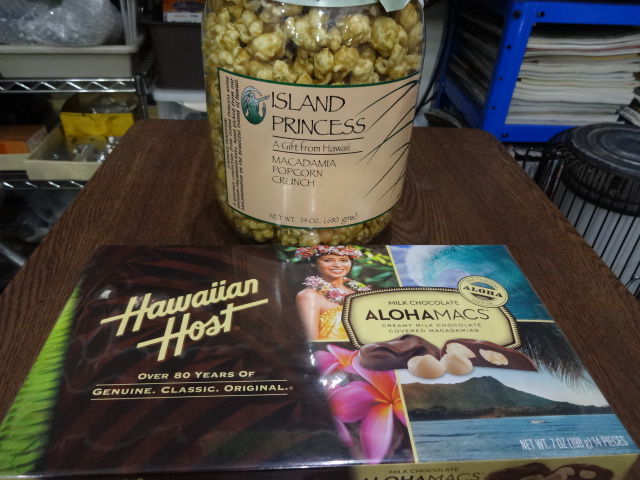 ISLAND
PRINCESS
A Gift from Hawaii
MACADAMIA
POPCORN
CRUNCH
NET WT. 24 OZ. (680 gms.)
Hawaiian
Host
OVER 80 YEARS OF
GENUINE. CLASSIC. ORIGINAL.®
ALOHA
MILK CHOCOLATE
ALOHAMACS
CREAMY MILK CHOCOLATE
COVERED MACADAMIAS
NET WT. 7 OZ. (198 g) 14 PIECES
MILK CHOCOLATE
ALOHAMACS